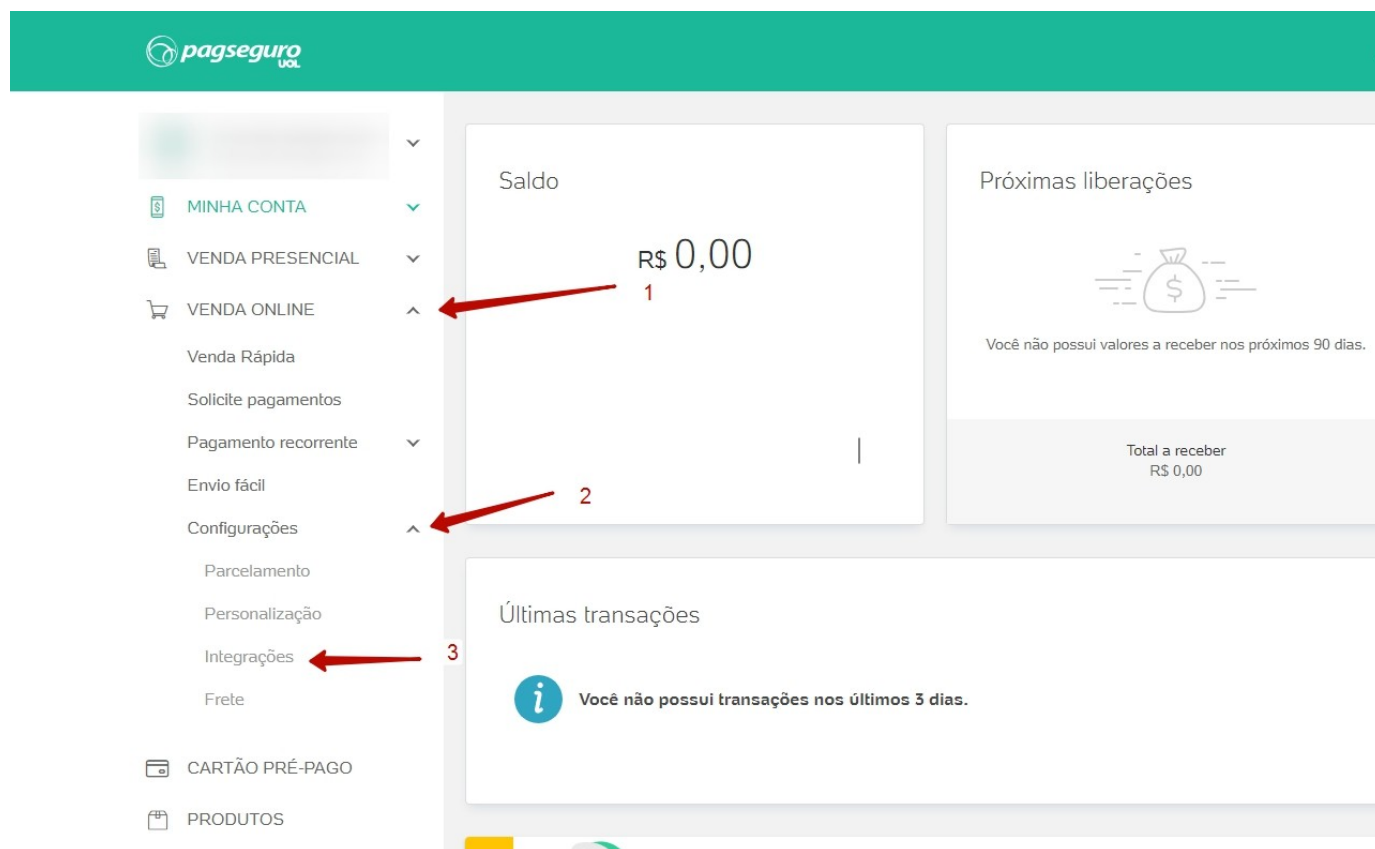 pagseguro
UOL
MINHA CONTA
VENDA PRESENCIAL
VENDA ONLINE
Venda Rápida
Solicite pagamentos
Pagamento recorrente
Envio fácil
Configurações
Parcelamento
Personalização
Integrações
Frete
CARTÃO PRÉ-PAGO
PRODUTOS
1
2
3
Saldo
R$ 0,00
Próximas liberações
$
Você não possui valores a receber nos próximos 90 dias.
Total a receber
R$ 0,00
Últimas transações
i
Você não possui transações nos últimos 3 dias.